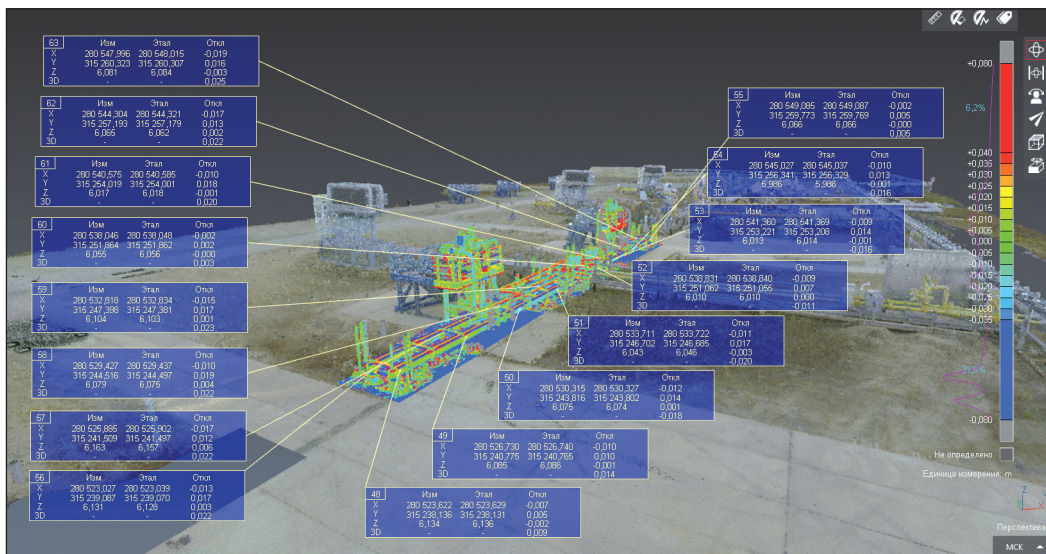 63 Изм Этал Откл
X 280 547,996 280 548,015 -0,019
Y 315 260,323 315 260,307 0,016
Z 6,081 6,084 -0,003
3D - - 0,025
62 Изм Этал Откл
X 280 544,304 280 544,321 -0,017
Y 315 257,193 315 257,179 0,013
Z 6,065 6,062 0,002
3D - - 0,022
61 Изм Этал Откл
X 280 540,575 280 540,585 -0,010
Y 315 254,019 315 254,001 0,018
Z 6,017 6,018 -0,001
3D - - 0,020
60 Изм Этал Откл
X 280 538,046 280 538,048 -0,002
Y 315 251,864 315 251,862 0,002
Z 6,055 6,056 -0,000
3D - - 0,003
59 Изм Этал Откл
X 280 532,818 280 532,834 -0,015
Y 315 247,398 315 247,381 0,017
Z 6,104 6,103 0,001
3D - - 0,023
58 Изм Этал Откл
X 280 529,427 280 529,437 -0,010
Y 315 244,516 315 244,497 0,019
Z 6,079 6,075 0,004
3D - - 0,022
57 Изм Этал Откл
X 280 525,885 280 525,902 -0,017
Y 315 241,509 315 241,497 0,012
Z 6,163 6,157 0,006
3D - - 0,022
56 Изм Этал Откл
X 280 523,027 280 523,039 -0,013
Y 315 239,087 315 239,070 0,017
Z 6,131 6,128 0,003
3D - - 0,022
55 Изм Этал Откл
X 280 549,085 280 549,087 -0,002
Y 315 259,773 315 259,769 0,005
Z 6,066 6,066 -0,000
3D - - 0,005
54 Изм Этал Откл
X 280 545,027 280 545,037 -0,010
Y 315 256,341 315 256,329 0,013
Z 5,986 5,986 -0,001
3D - - -0,016
53 Изм Этал Откл
X 280 541,360 280 541,369 -0,009
Y 315 253,221 315 253,208 0,014
Z 6,013 6,014 -0,001
3D - - -0,016
52 Изм Этал Откл
X 280 538,831 280 538,840 -0,009
Y 315 251,062 315 251,055 0,007
Z 6,010 6,010 0,000
3D - - -0,011
51 Изм Этал Откл
X 280 533,711 280 533,722 -0,011
Y 315 246,702 315 246,685 0,017
Z 6,043 6,046 -0,003
3D - - -0,020
50 Изм Этал Откл
X 280 530,315 280 530,327 -0,012
Y 315 243,816 315 243,802 0,014
Z 6,075 6,074 0,001
3D - - -0,018
49 Изм Этал Откл
X 280 526,730 280 526,740 -0,010
Y 315 240,775 315 240,765 0,010
Z 6,085 6,086 -0,001
3D - - 0,014
48 Изм Этал Откл
X 280 523,622 280 523,629 -0,007
Y 315 238,136 315 238,131 0,005
Z 6,134 6,136 -0,002
3D - - 0,009
+0,080
6,2%
+0,040
+0,035
+0,030
+0,025
+0,020
+0,015
+0,010
+0,005
0,000
-0,005
-0,010
-0,015
-0,020
-0,025
-0,030
-0,035
-0,080
Не определено
Единица измерения: m
Z
X
Перспектива
МСК